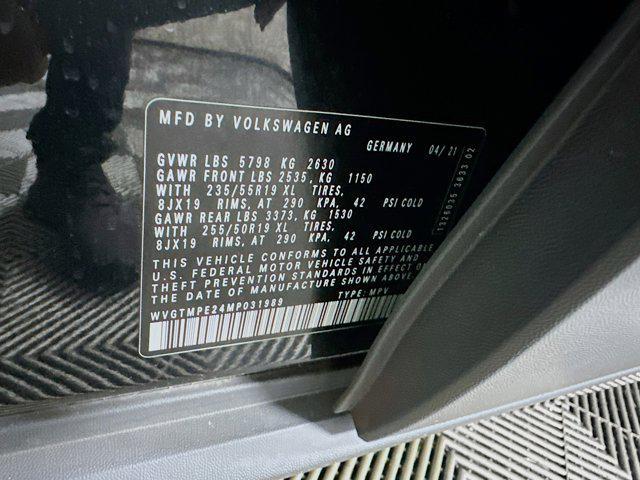 MFD BY VOLKSWAGEN AG
GERMANY 04/21
GVWR LBS 5798 KG 2630
GAWR FRONT LBS 2535, KG 1150
WITH 235/55R19 XL TIRES,
8JX19 RIMS, AT 290 KPA, 42 PSI COLD
GAWR REAR LBS 3373, KG 1530
WITH 255/50R19 XL TIRES,
8JX19 RIMS, AT 290 KPA, 42 PSI COLD
THIS VEHICLE CONFORMS TO ALL APPLICABLE
U.S. FEDERAL MOTOR VEHICLE SAFETY AND
THEFT PREVENTION STANDARDS IN EFFECT ON
THE DATE OF MANUFACTURE SHOWN ABOVE.
WVGTMPE24MP031989 TYPE: MPV
1326035 3633 02